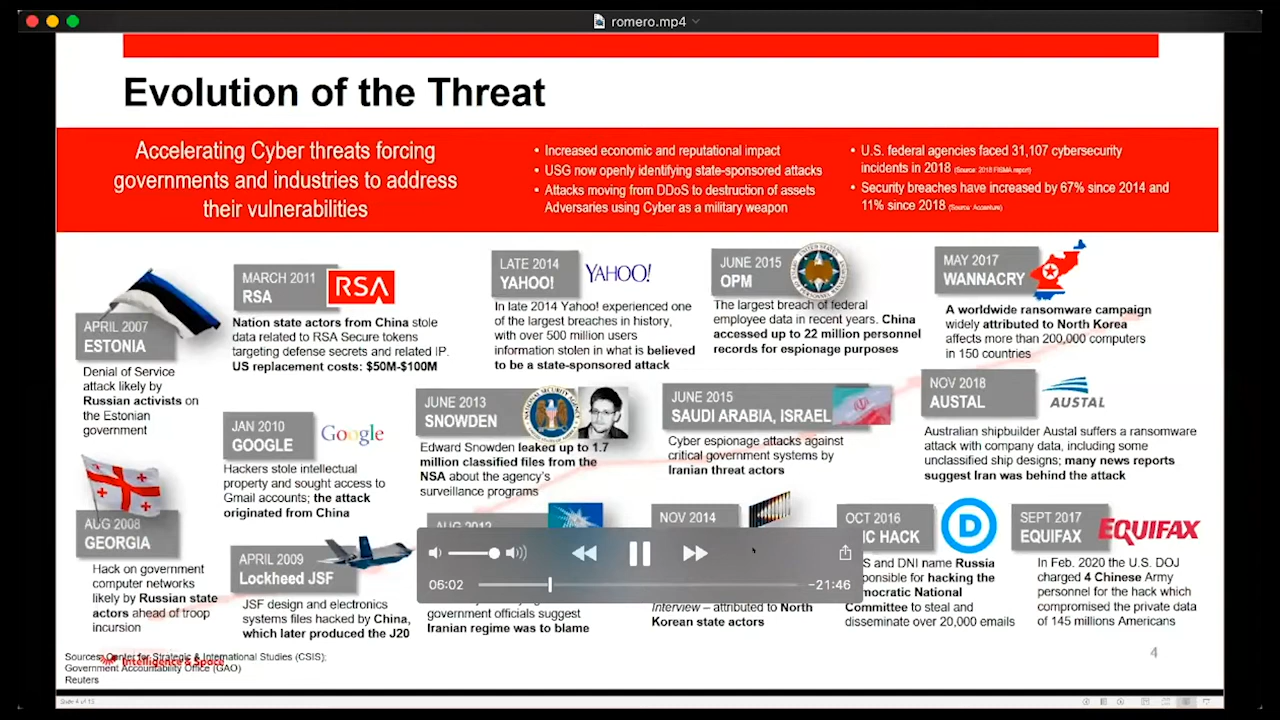 romero.mp4
Evolution of the Threat
Accelerating Cyber threats forcing
governments and industries to address
their vulnerabilities
• Increased economic and reputational impact
• USG now openly identifying state-sponsored attacks
• Attacks moving from DDoS to destruction of assets
Adversaries using Cyber as a military weapon
• U.S. federal agencies faced 31,107 cybersecurity
incidents in 2018 (Source: 2018 FISMA report)
• Security breaches have increased by 67% since 2014 and
11% since 2018 (Source: Accenture)
APRIL 2007
ESTONIA
Denial of Service
attack likely by
Russian activists on
the Estonian
government
AUG 2008
GEORGIA
Hack on government
computer networks
likely by Russian state
actors ahead of troop
incursion
MARCH 2011
RSA
RSA
Nation state actors from China stole
data related to RSA Secure tokens
targeting defense secrets and related IP.
US replacement costs: $50M-$100M
JAN 2010
GOOGLE
Google
Hackers stole intellectual
property and sought access to
Gmail accounts; the attack
originated from China
APRIL 2009
Lockheed JSF
JSF design and electronics
systems files hacked by China,
which later produced the J20
LATE 2014
YAHOO!
YAHOO!
In late 2014 Yahoo! experienced one
of the largest breaches in history,
with over 500 million users
information stolen in what is believed
to be a state-sponsored attack
JUNE 2013
SNOWDEN
Edward Snowden leaked up to 1.7
million classified files from the
NSA about the agency's
surveillance programs
AUG 2012
government officials suggest
Iranian regime was to blame
JUNE 2015
OPM
The largest breach of federal
employee data in recent years. China
accessed up to 22 million personnel
records for espionage purposes
JUNE 2015
SAUDI ARABIA, ISRAEL
Cyber espionage attacks against
critical government systems by
Iranian threat actors
NOV 2014
Interview – attributed to North
Korean state actors
MAY 2017
WANNACRY
A worldwide ransomware campaign
widely attributed to North Korea
affects more than 200,000 computers
in 150 countries
NOV 2018
AUSTAL
AUSTAL
Australian shipbuilder Austal suffers a ransomware
attack with company data, including some
unclassified ship designs; many news reports
suggest Iran was behind the attack
OCT 2016
HACK
D
and DNI name Russia
for hacking the
National
Committee to steal and
disseminate over 20,000 emails
SEPT 2017
EQUIFAX
EQUIFAX
In Feb. 2020 the U.S. DOJ
charged 4 Chinese Army
personnel for the hack which
compromised the private data
of 145 million Americans
06:02
−21:46
Sources: Center for Strategic & International Studies (CSIS);
Government Accountability Office (GAO)
Reuters
Intelligence & Space
4
Slide 4 of 13